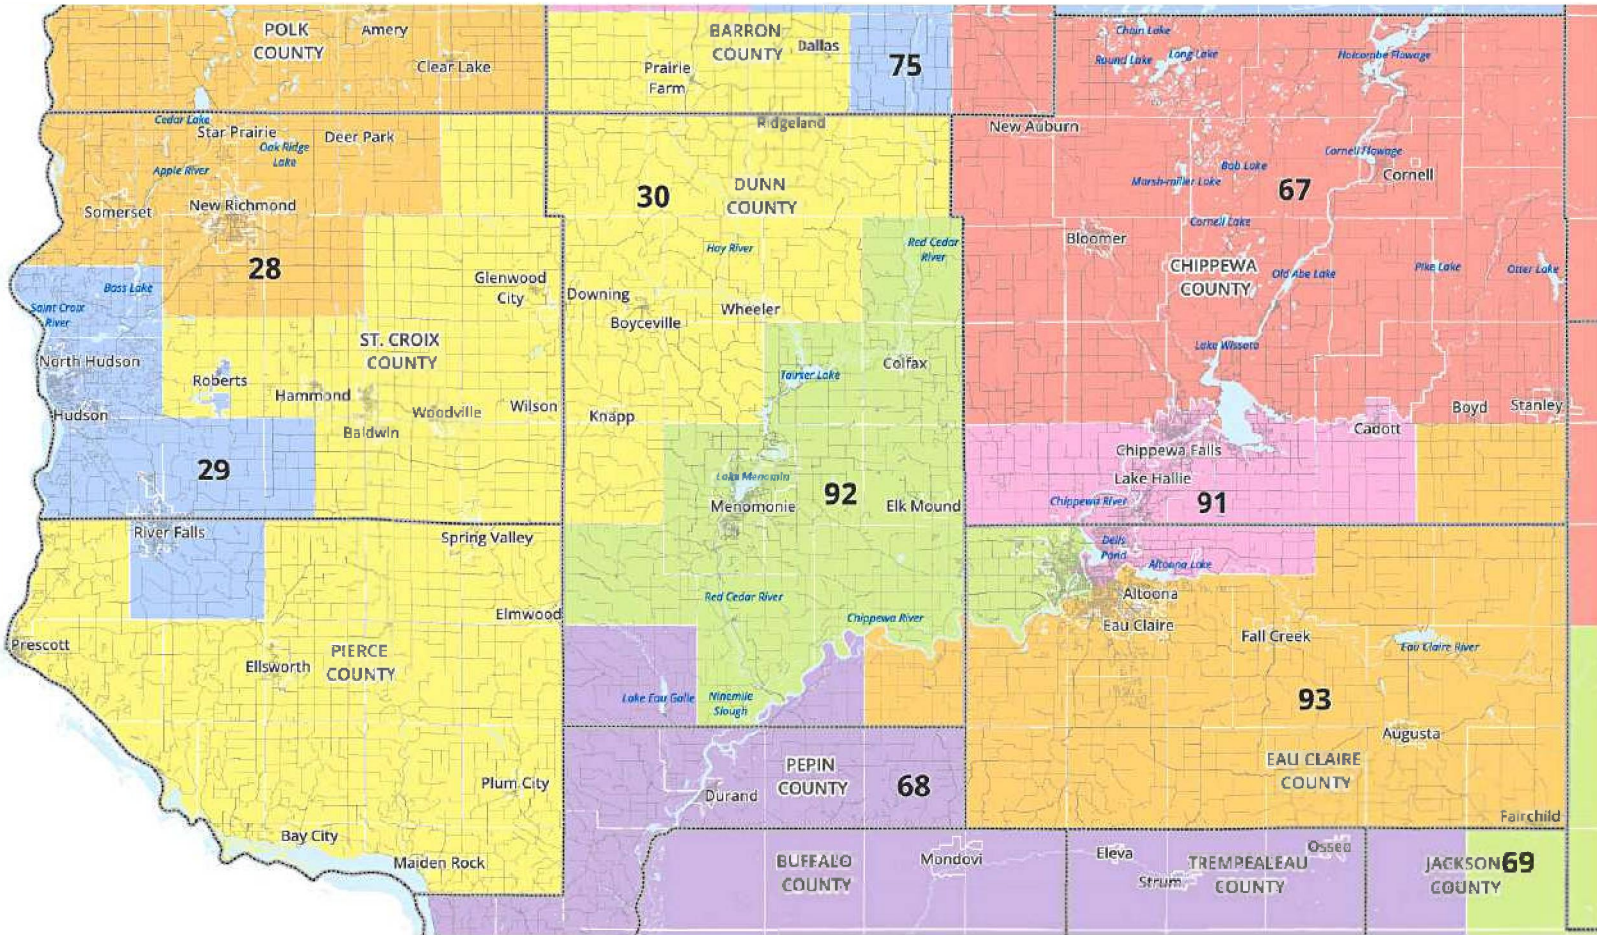 POLK
COUNTY
Amery
Clear Lake
BARRON
COUNTY
Dallas
Prairie
Farm
75
Chain Lake
Round Lake
Long Lake
Holcombe Flowage
Cedar Lake
Star Prairie
Deer Park
Oak Ridge
Lake
Apple River
Somerset
New Richmond
28
Ridgeland
30
DUNN
COUNTY
Hay River
Red Cedar
River
New Auburn
Cornell Flowage
Bob Lake
Marsh-miller Lake
67
Cornell
Cornell Lake
Bloomer
CHIPPEWA
COUNTY
Old Abe Lake
Pike Lake
Otter Lake
Bass Lake
Saint Croix
River
Glenwood
City
Downing
Boyceville
Wheeler
ST. CROIX
COUNTY
North Hudson
Roberts
Hammond
Hudson
Woodville
Wilson
Baldwin
Knapp
Tainter Lake
Colfax
Lake Wissota
Boyd
Stanley
Cadott
Chippewa Falls
Lake Hallie
Chippewa River
91
29
Lake Menomin
Menomonie
92
Elk Mound
River Falls
Spring Valley
Dells
Pond
Altoona Lake
Altoona
Eau Claire
Fall Creek
Eau Claire River
Elmwood
Red Cedar River
Chippewa River
Prescott
Ellsworth
PIERCE
COUNTY
Lake Eau Galle
Ninemile
Slough
93
Augusta
EAU CLAIRE
COUNTY
Fairchild
Plum City
PEPIN
COUNTY
68
Durand
Bay City
Maiden Rock
BUFFALO
COUNTY
Mondovi
Eleva
Strum
TREMPEALEAU
COUNTY
Osseo
JACKSON
COUNTY
69